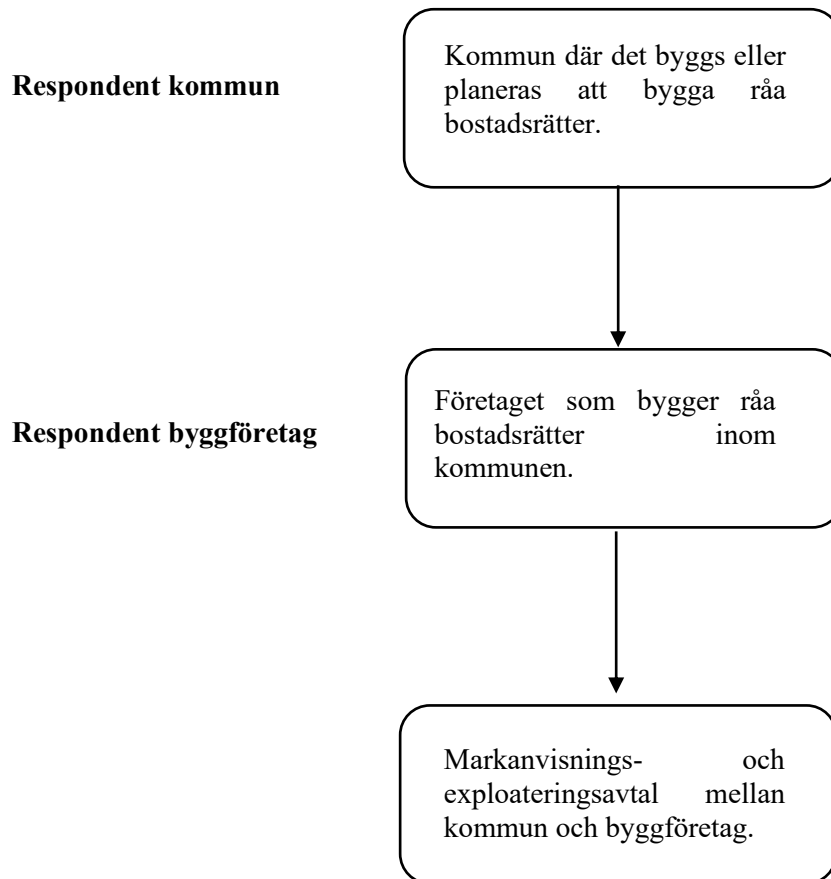 Kommun där det byggs eller
Respondent kommun
planeras att bygga råa
bostadsrätter.
Företaget som bygger råa
Respondent byggföretag
bostadsrätter inom
kommunen.
Markanvisnings- och
exploateringsavtal mellan
kommun och byggföretag.